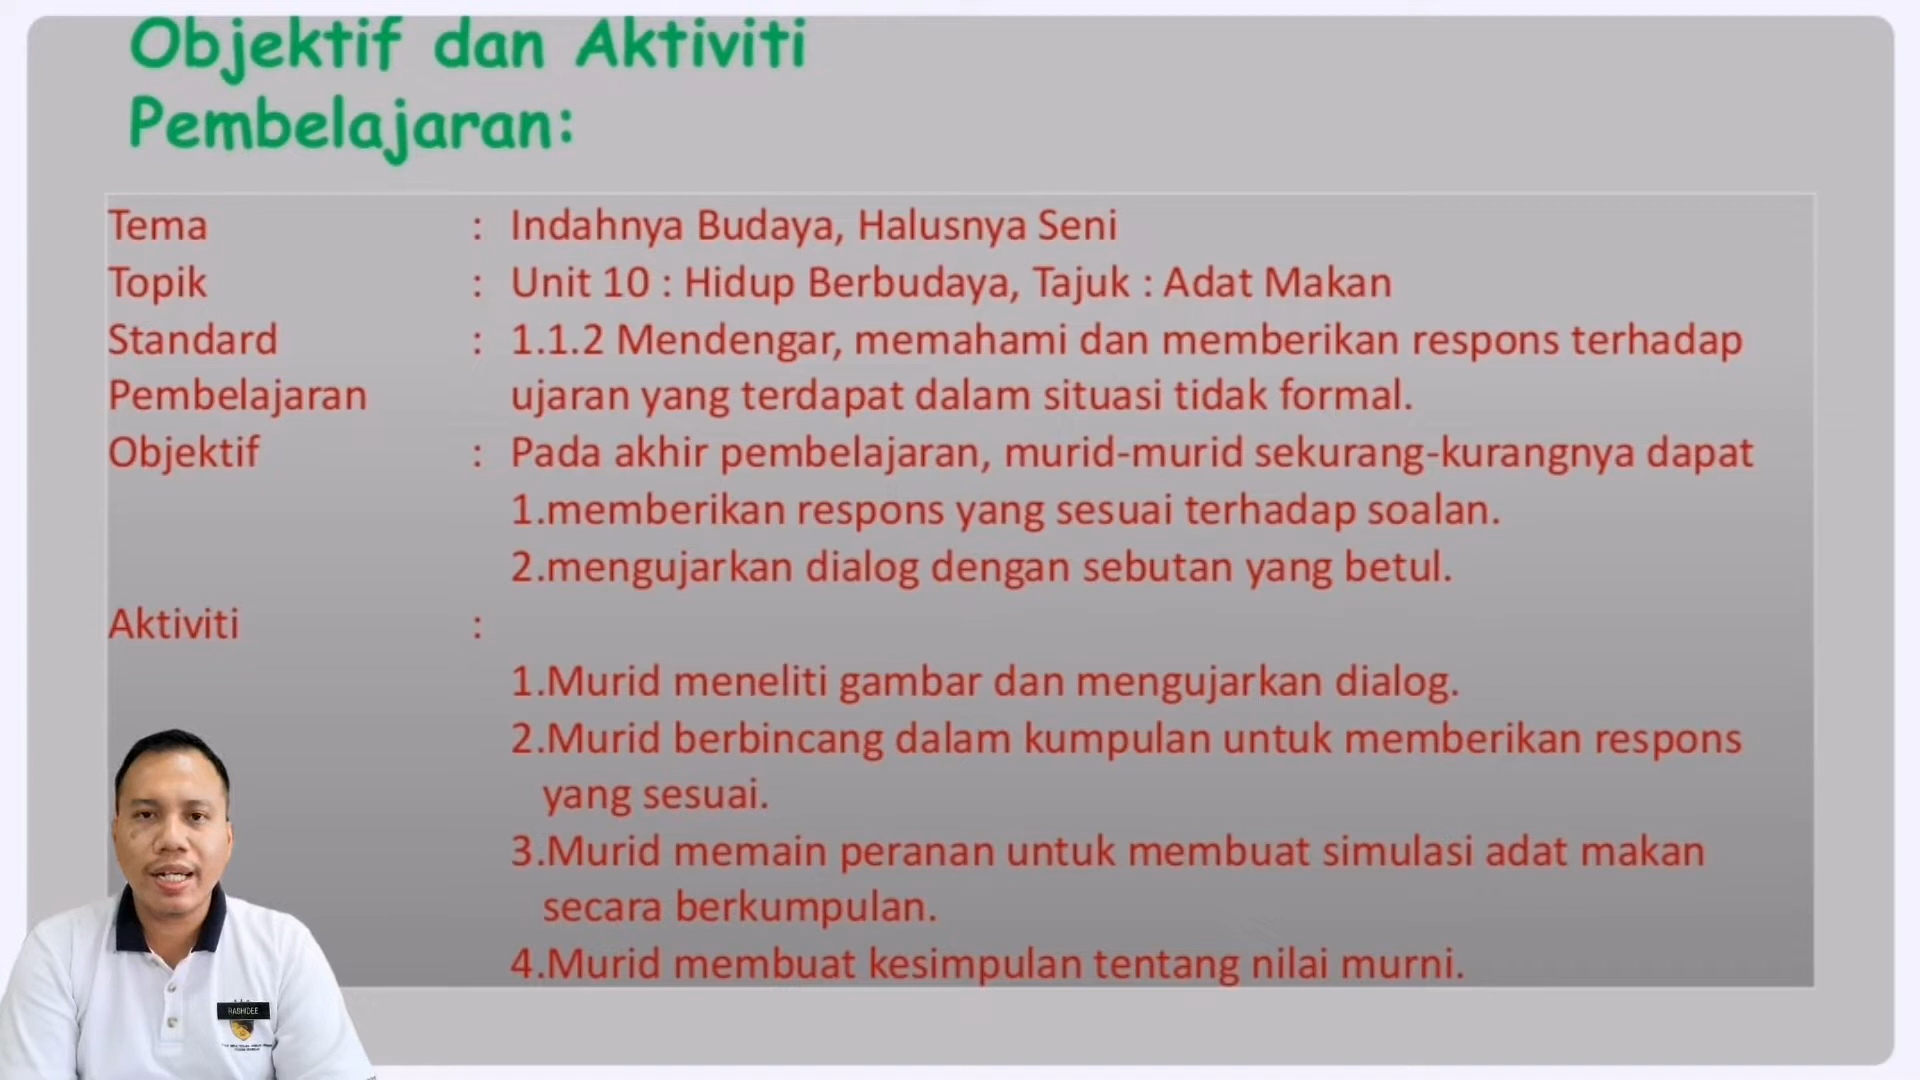 Objektif dan Aktiviti
Pembelajaran:
Tema : Indahnya Budaya, Halusnya Seni
Topik : Unit 10 : Hidup Berbudaya, Tajuk : Adat Makan
Standard : 1.1.2 Mendengar, memahami dan memberikan respons terhadap
Pembelajaran ujaran yang terdapat dalam situasi tidak formal.
Objektif : Pada akhir pembelajaran, murid-murid sekurang-kurangnya dapat
1.memberikan respons yang sesuai terhadap soalan.
2.mengujarkan dialog dengan sebutan yang betul.
Aktiviti :
1.Murid meneliti gambar dan mengujarkan dialog.
2.Murid berbincang dalam kumpulan untuk memberikan respons
yang sesuai.
3.Murid memain peranan untuk membuat simulasi adat makan
secara berkumpulan.
4.Murid membuat kesimpulan tentang nilai murni.
RASHIDEE